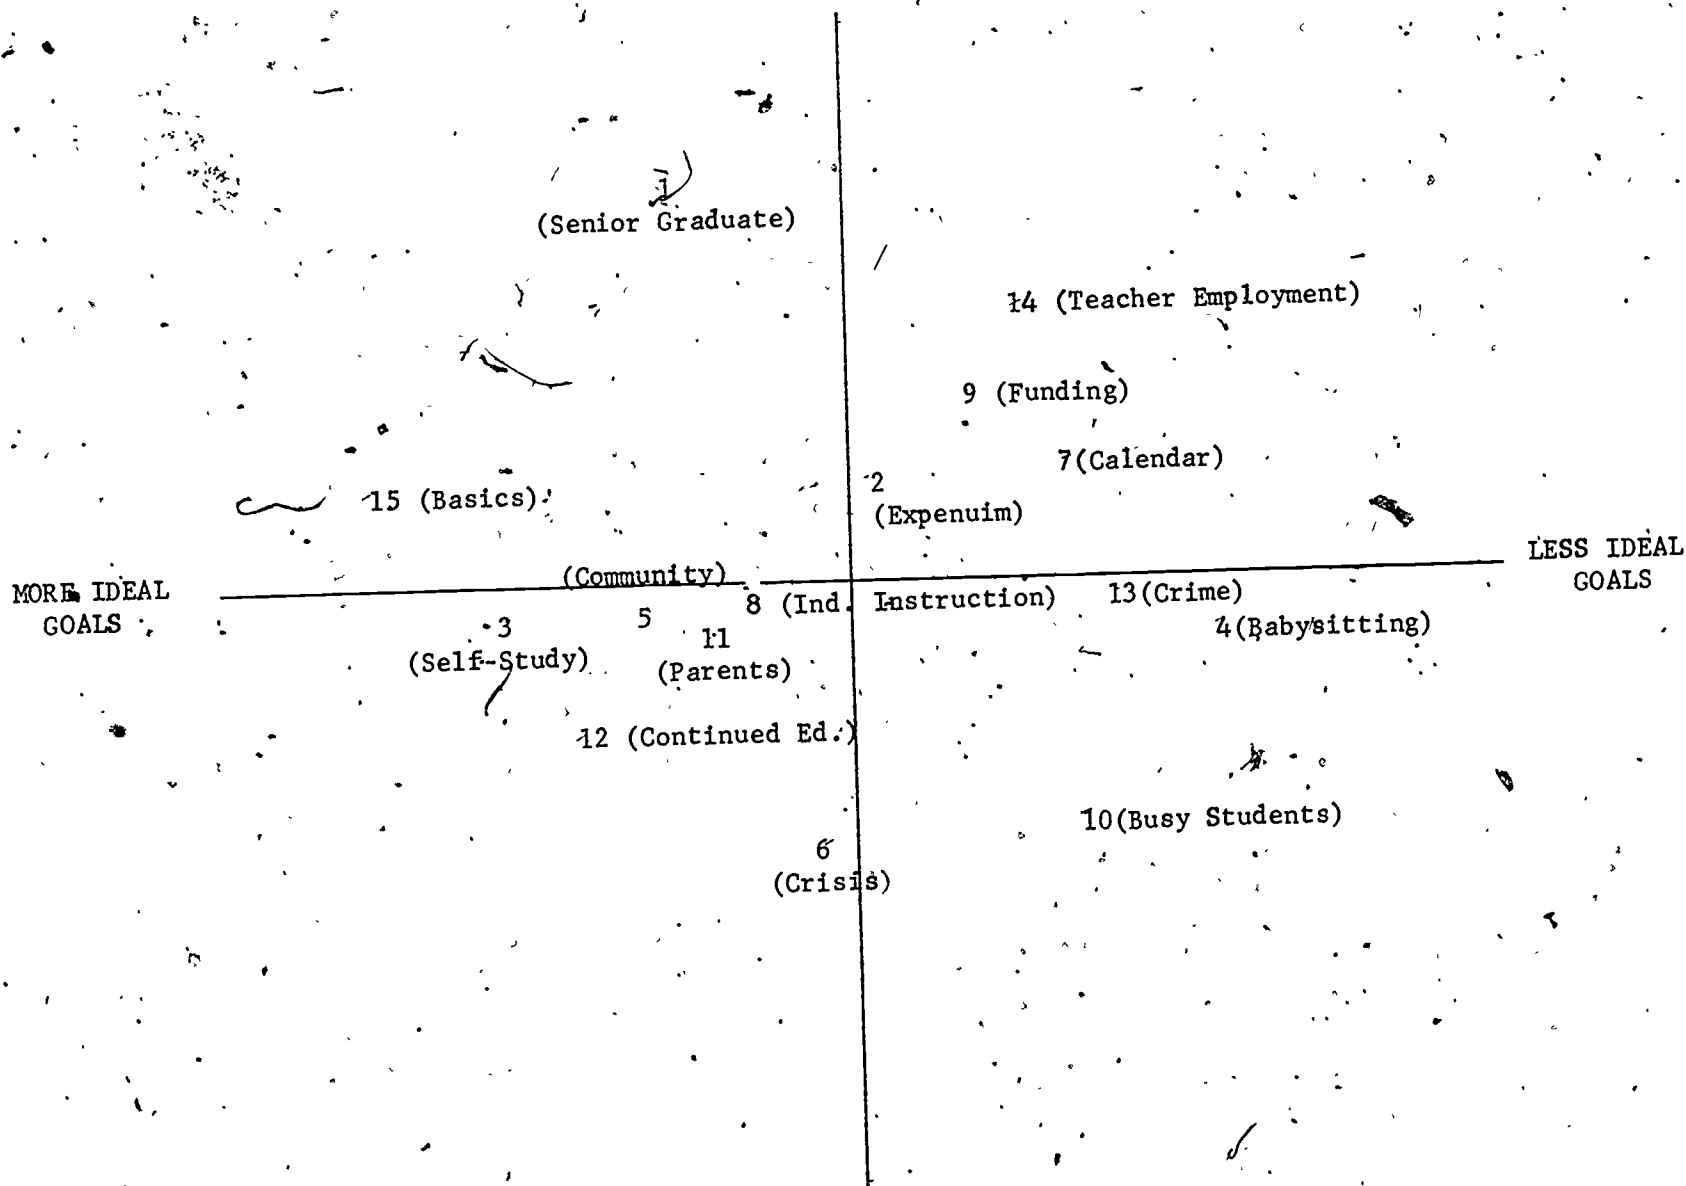 1
(Senior Graduate)
14 (Teacher Employment)
9 (Funding)
7(Calendar)
2
(Expenuim)
15 (Basics)
LESS IDEAL
GOALS
MORE IDEAL
GOALS
(Community)
5
8 (Ind. Instruction)
13(Crime)
4(Babysitting)
3
(Self-Study)
11
(Parents)
12 (Continued Ed.)
10(Busy Students)
6
(Crisis)